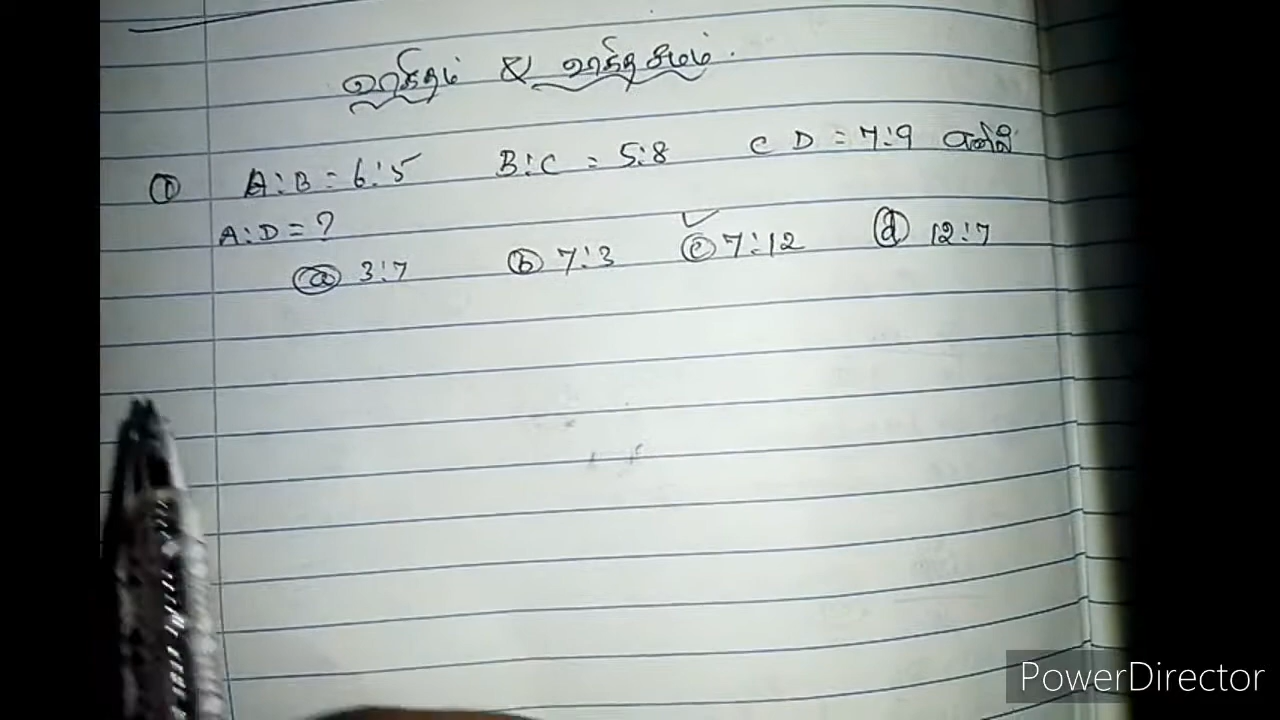 விகிதம் & விகிதசமம்.
① A:B = 6:5 B:C = 5:8 C D = 7:9 எனில்
A:D = ?
ⓐ 3:7 ⓑ 7:3 ⓒ 7:12 ⓓ 12:7
PowerDirector